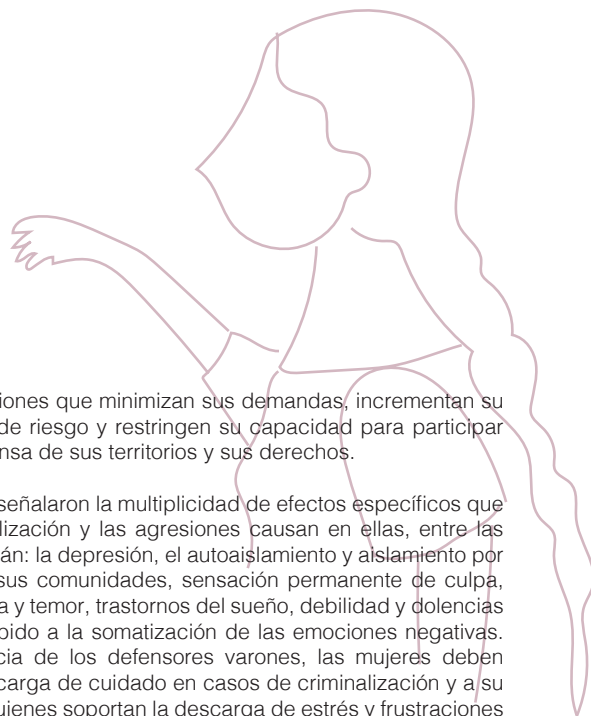 iones que minimizan sus demandas, incrementan su
de riesgo y restringen su capacidad para participar
nsa de sus territorios y sus derechos.
señalaron la multiplicidad de efectos específicos que
lización y las agresiones causan en ellas, entre las
án: la depresión, el autoaislamiento y aislamiento por
sus comunidades, sensación permanente de culpa,
a y temor, trastornos del sueño, debilidad y dolencias
bido a la somatización de las emociones negativas.
cia de los defensores varones, las mujeres deben
carga de cuidado en casos de criminalización y a su
uienes soportan la descarga de estrés y frustraciones